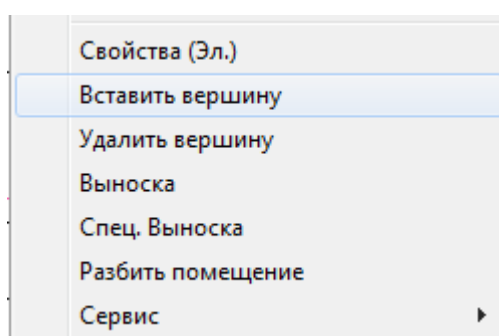 Свойства (Эл.)
Вставить вершину
Удалить вершину
Выноска
Спец. Выноска
Разбить помещение
Сервис